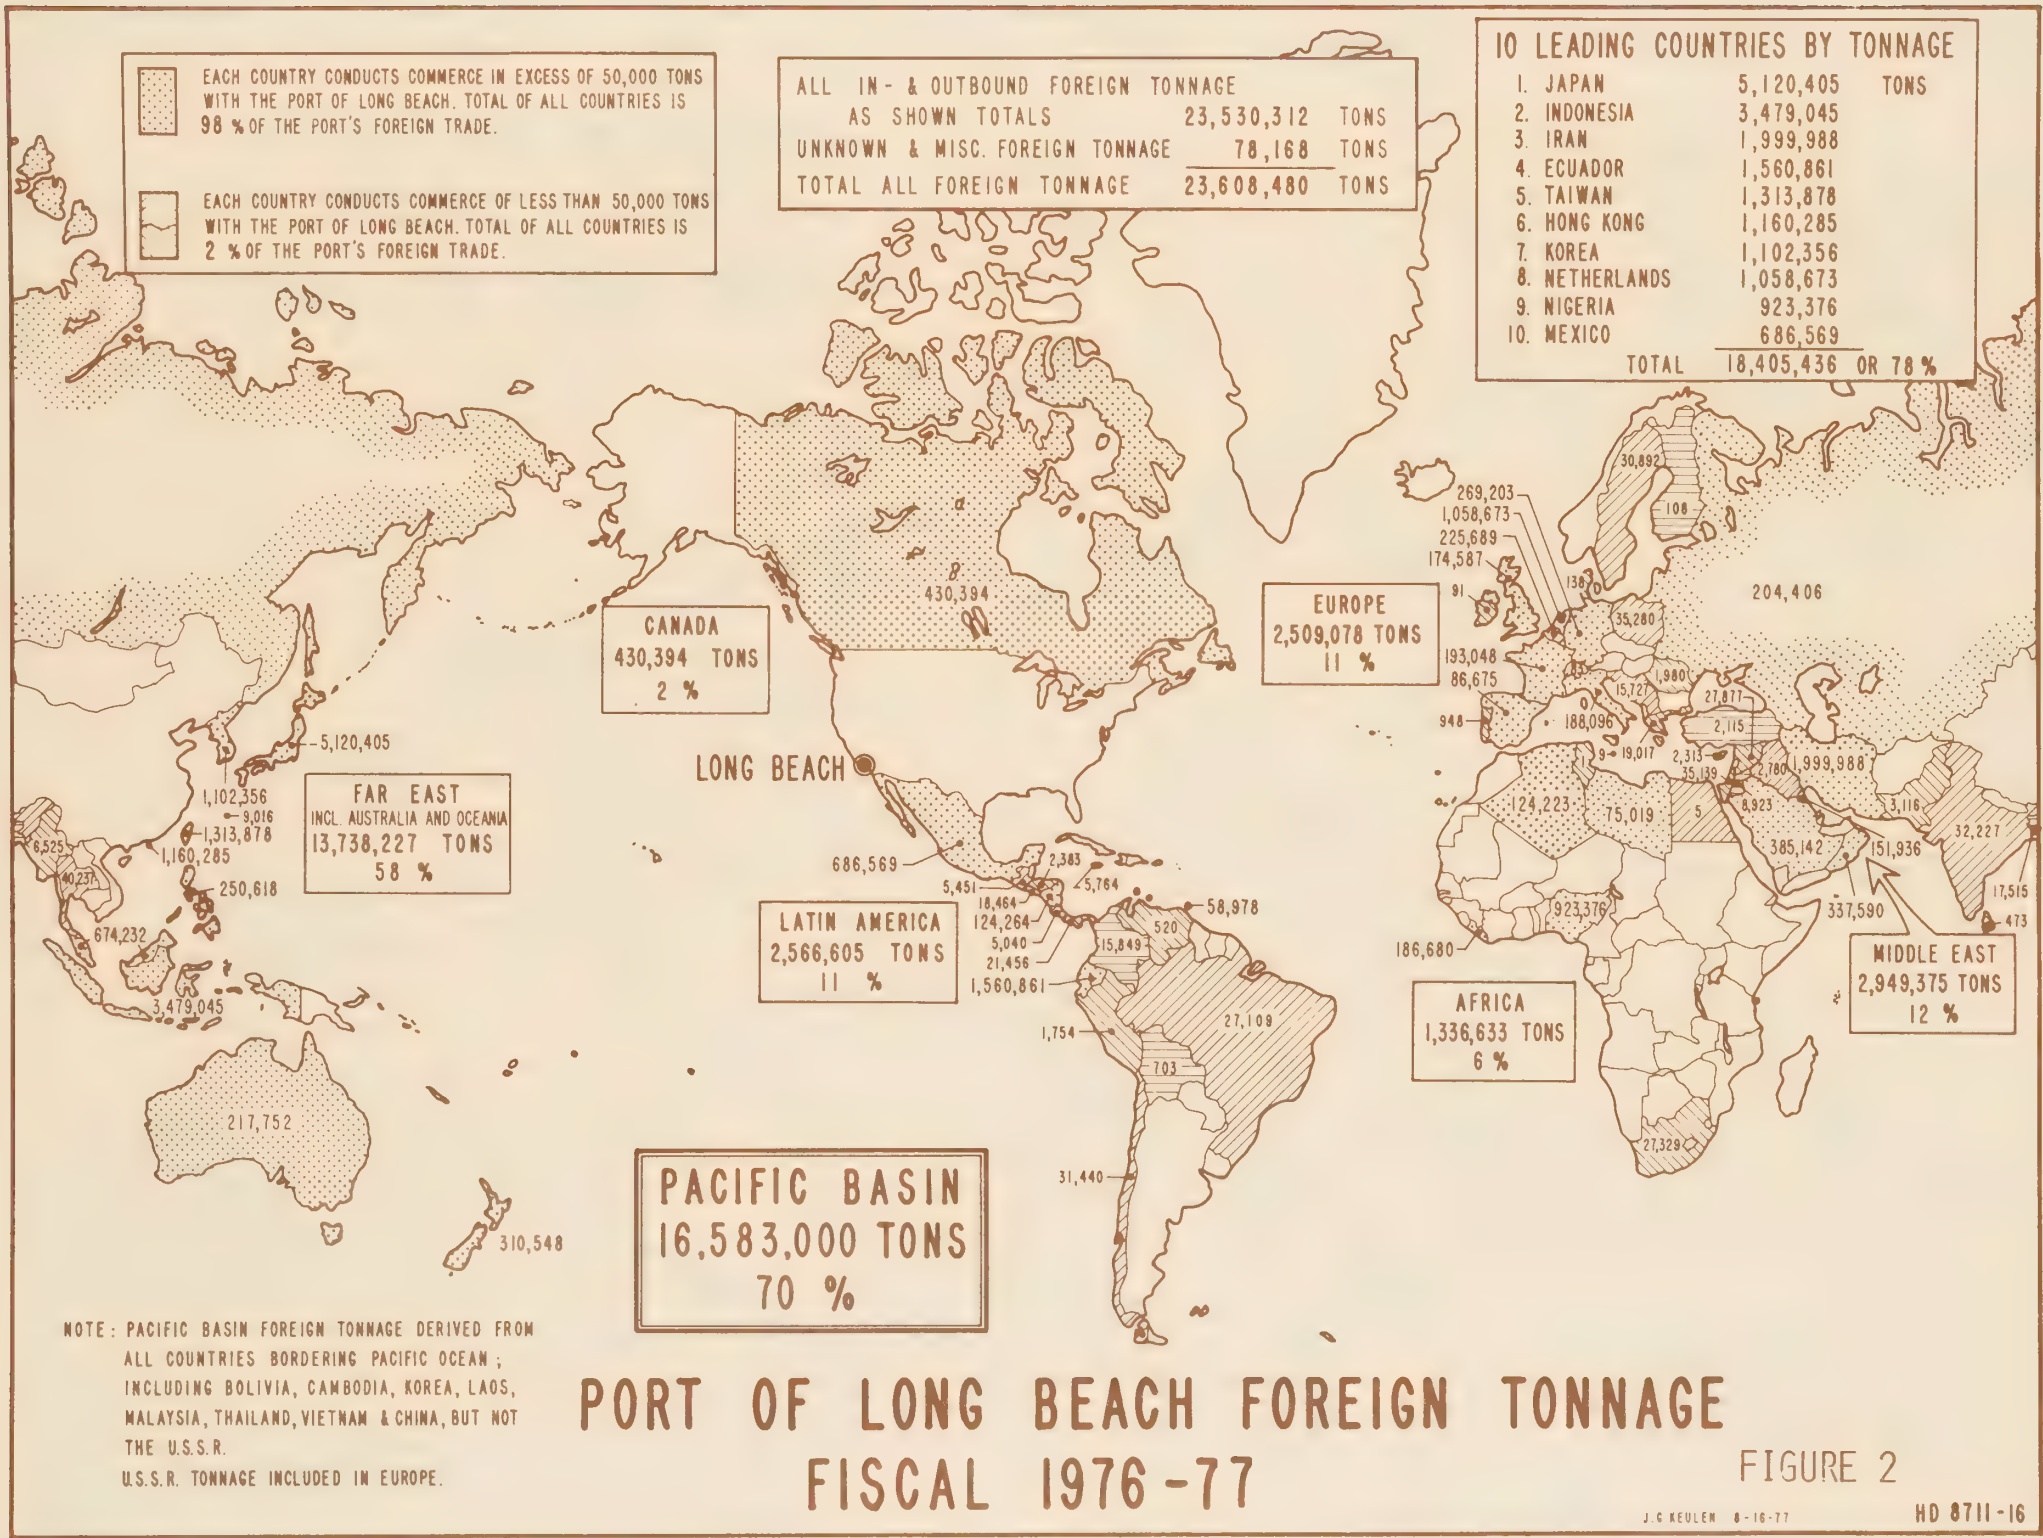 EACH COUNTRY CONDUCTS COMMERCE IN EXCESS OF 50,000 TONS
WITH THE PORT OF LONG BEACH. TOTAL OF ALL COUNTRIES IS
98 % OF THE PORT'S FOREIGN TRADE.
EACH COUNTRY CONDUCTS COMMERCE OF LESS THAN 50,000 TONS
WITH THE PORT OF LONG BEACH. TOTAL OF ALL COUNTRIES IS
2 % OF THE PORT'S FOREIGN TRADE.
ALL IN- & OUTBOUND FOREIGN TONNAGE
AS SHOWN TOTALS 23,530,312 TONS
UNKNOWN & MISC. FOREIGN TONNAGE 78,168 TONS
TOTAL ALL FOREIGN TONNAGE 23,608,480 TONS
10 LEADING COUNTRIES BY TONNAGE
1. JAPAN 5,120,405 TONS
2. INDONESIA 3,479,045
3. IRAN 1,999,988
4. ECUADOR 1,560,861
5. TAIWAN 1,313,878
6. HONG KONG 1,160,285
7. KOREA 1,102,356
8. NETHERLANDS 1,058,673
9. NIGERIA 923,376
10. MEXICO 686,569
TOTAL 18,405,436 OR 78%
430,394
CANADA
430,394 TONS
2 %
LONG BEACH
5,120,405
1,102,356
9,016
1,313,878
1,160,285
6,525
40,237
250,618
674,232
3,479,045
217,752
310,548
FAR EAST
INCL. AUSTRALIA AND OCEANIA
13,738,227 TONS
58 %
686,569
2,383
5,451
5,764
18,464
124,264
5,040
21,456
1,560,861
58,978
520
15,849
27,109
1,754
703
31,440
LATIN AMERICA
2,566,605 TONS
11 %
EUROPE
2,509,078 TONS
11 %
30,892
108
269,203
1,058,673
225,689
174,587
91
138
35,280
204,406
193,048
86,675
83
948
15,727
1,980
188,096
27,877
2,115
9
19,017
2,313
35,139
2,780
1,999,988
8,923
3,116
385,142
151,936
337,590
32,227
17,515
473
MIDDLE EAST
2,949,375 TONS
12 %
124,223
1
75,019
5
923,376
186,680
27,329
AFRICA
1,336,633 TONS
6 %
PACIFIC BASIN
16,583,000 TONS
70 %
NOTE: PACIFIC BASIN FOREIGN TONNAGE DERIVED FROM
ALL COUNTRIES BORDERING PACIFIC OCEAN;
INCLUDING BOLIVIA, CAMBODIA, KOREA, LAOS,
MALAYSIA, THAILAND, VIETNAM & CHINA, BUT NOT
THE U.S.S.R.
U.S.S.R. TONNAGE INCLUDED IN EUROPE.
PORT OF LONG BEACH FOREIGN TONNAGE
FISCAL 1976-77
FIGURE 2
J.C KEULEN 8-16-77
HD 8711-16